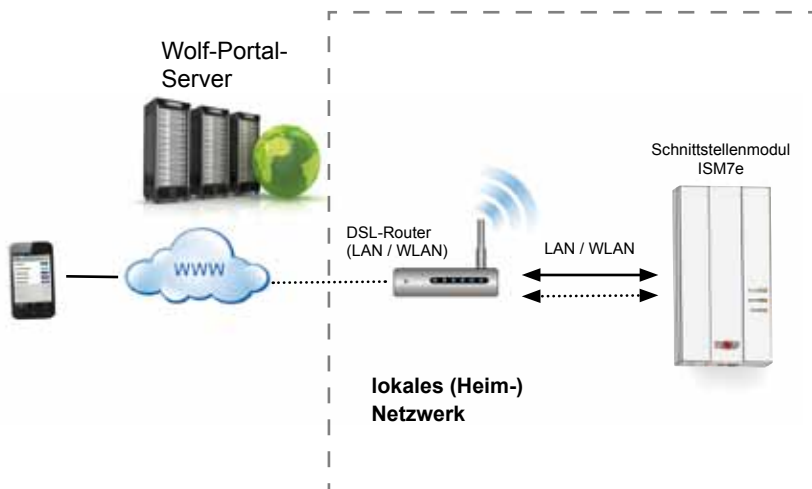 Wolf-Portal-
Server
Schnittstellenmodul
ISM7e
DSL-Router
(LAN / WLAN)
LAN / WLAN
www
lokales (Heim-)
Netzwerk